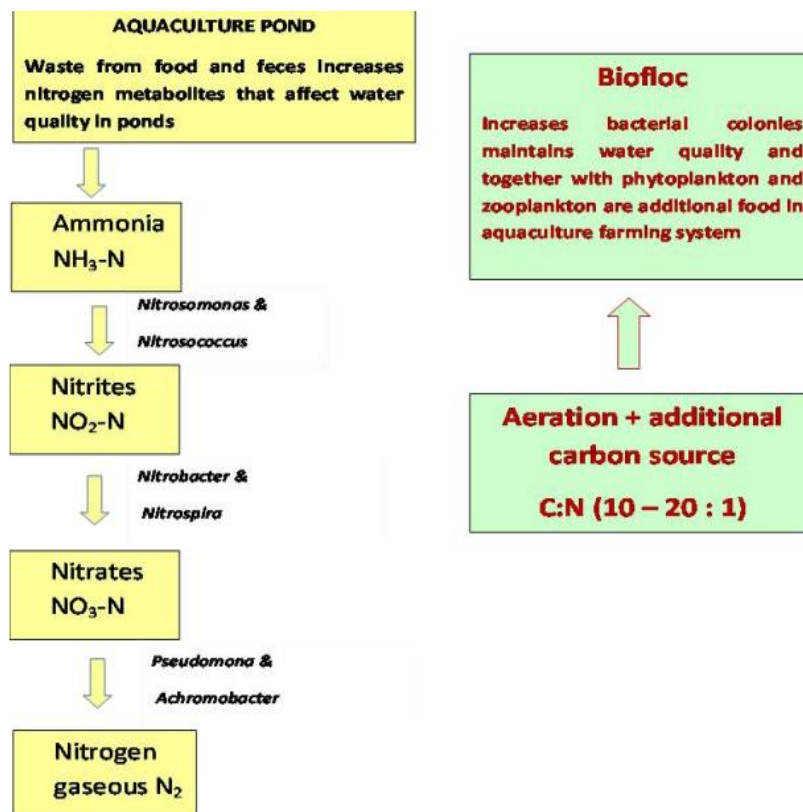 AQUACULTURE POND
Waste from food and feces increases
nitrogen metabolites that affect water
quality in ponds
Ammonia
NH₃-N
Nitrosomonas &
Nitrosococcus
Nitrites
NO₂-N
Nitrobacter &
Nitrospira
Nitrates
NO₃-N
Pseudomona &
Achromobacter
Nitrogen
gaseous N₂
Biofloc
Increases bacterial colonies
maintains water quality and
together with phytoplankton and
zooplankton are additional food in
aquaculture farming system
Aeration + additional
carbon source
C:N (10 – 20 : 1)